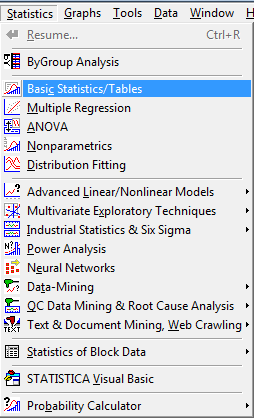 Statistics Graphs Tools Data Window H
Resume... Ctrl+R
ByGroup Analysis
Basic Statistics/Tables
Multiple Regression
ANOVA
Nonparametrics
Distribution Fitting
Advanced Linear/Nonlinear Models
Multivariate Exploratory Techniques
Industrial Statistics & Six Sigma
Power Analysis
Neural Networks
Data-Mining
QC Data Mining & Root Cause Analysis
Text & Document Mining, Web Crawling
Statistics of Block Data
STATISTICA Visual Basic
Probability Calculator